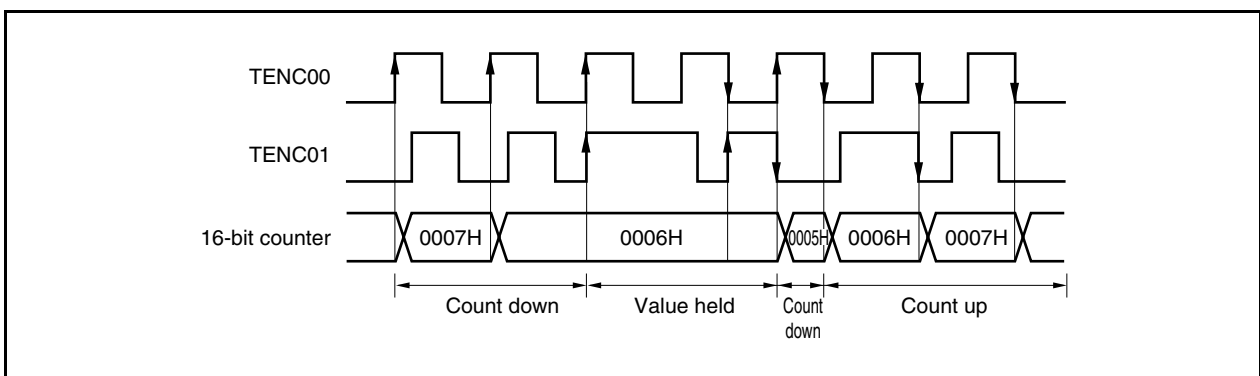 TENC00
TENC01
16-bit counter
0007H
0006H
0005H
0006H
0007H
Count down
Value held
Count
down
Count up